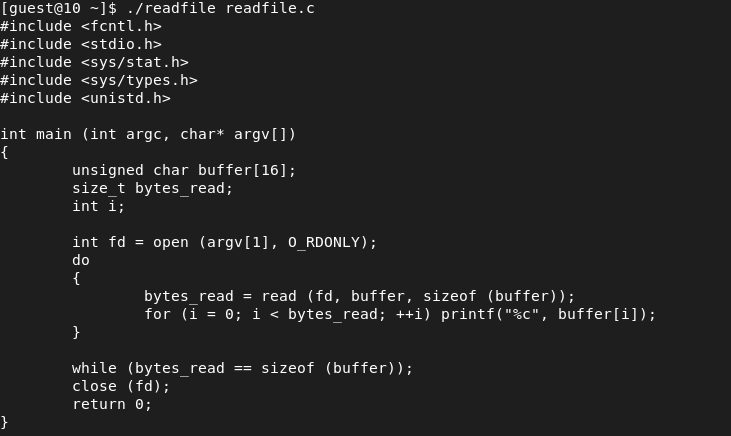 [guest@10 ~]$ ./readfile readfile.c
#include <fcntl.h>
#include <stdio.h>
#include <sys/stat.h>
#include <sys/types.h>
#include <unistd.h>

int main (int argc, char* argv[])
{
        unsigned char buffer[16];
        size_t bytes_read;
        int i;

        int fd = open (argv[1], O_RDONLY);
        do
        {
                bytes_read = read (fd, buffer, sizeof (buffer));
                for (i = 0; i < bytes_read; ++i) printf("%c", buffer[i]);
        }

        while (bytes_read == sizeof (buffer));
        close (fd);
        return 0;
}